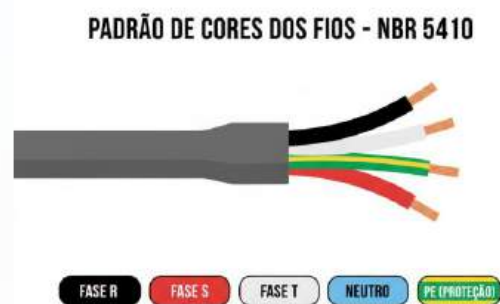 PADRÃO DE CORES DOS FIOS - NBR 5410
FASE R FASE S FASE T NEUTRO PE (PROTEÇÃO)